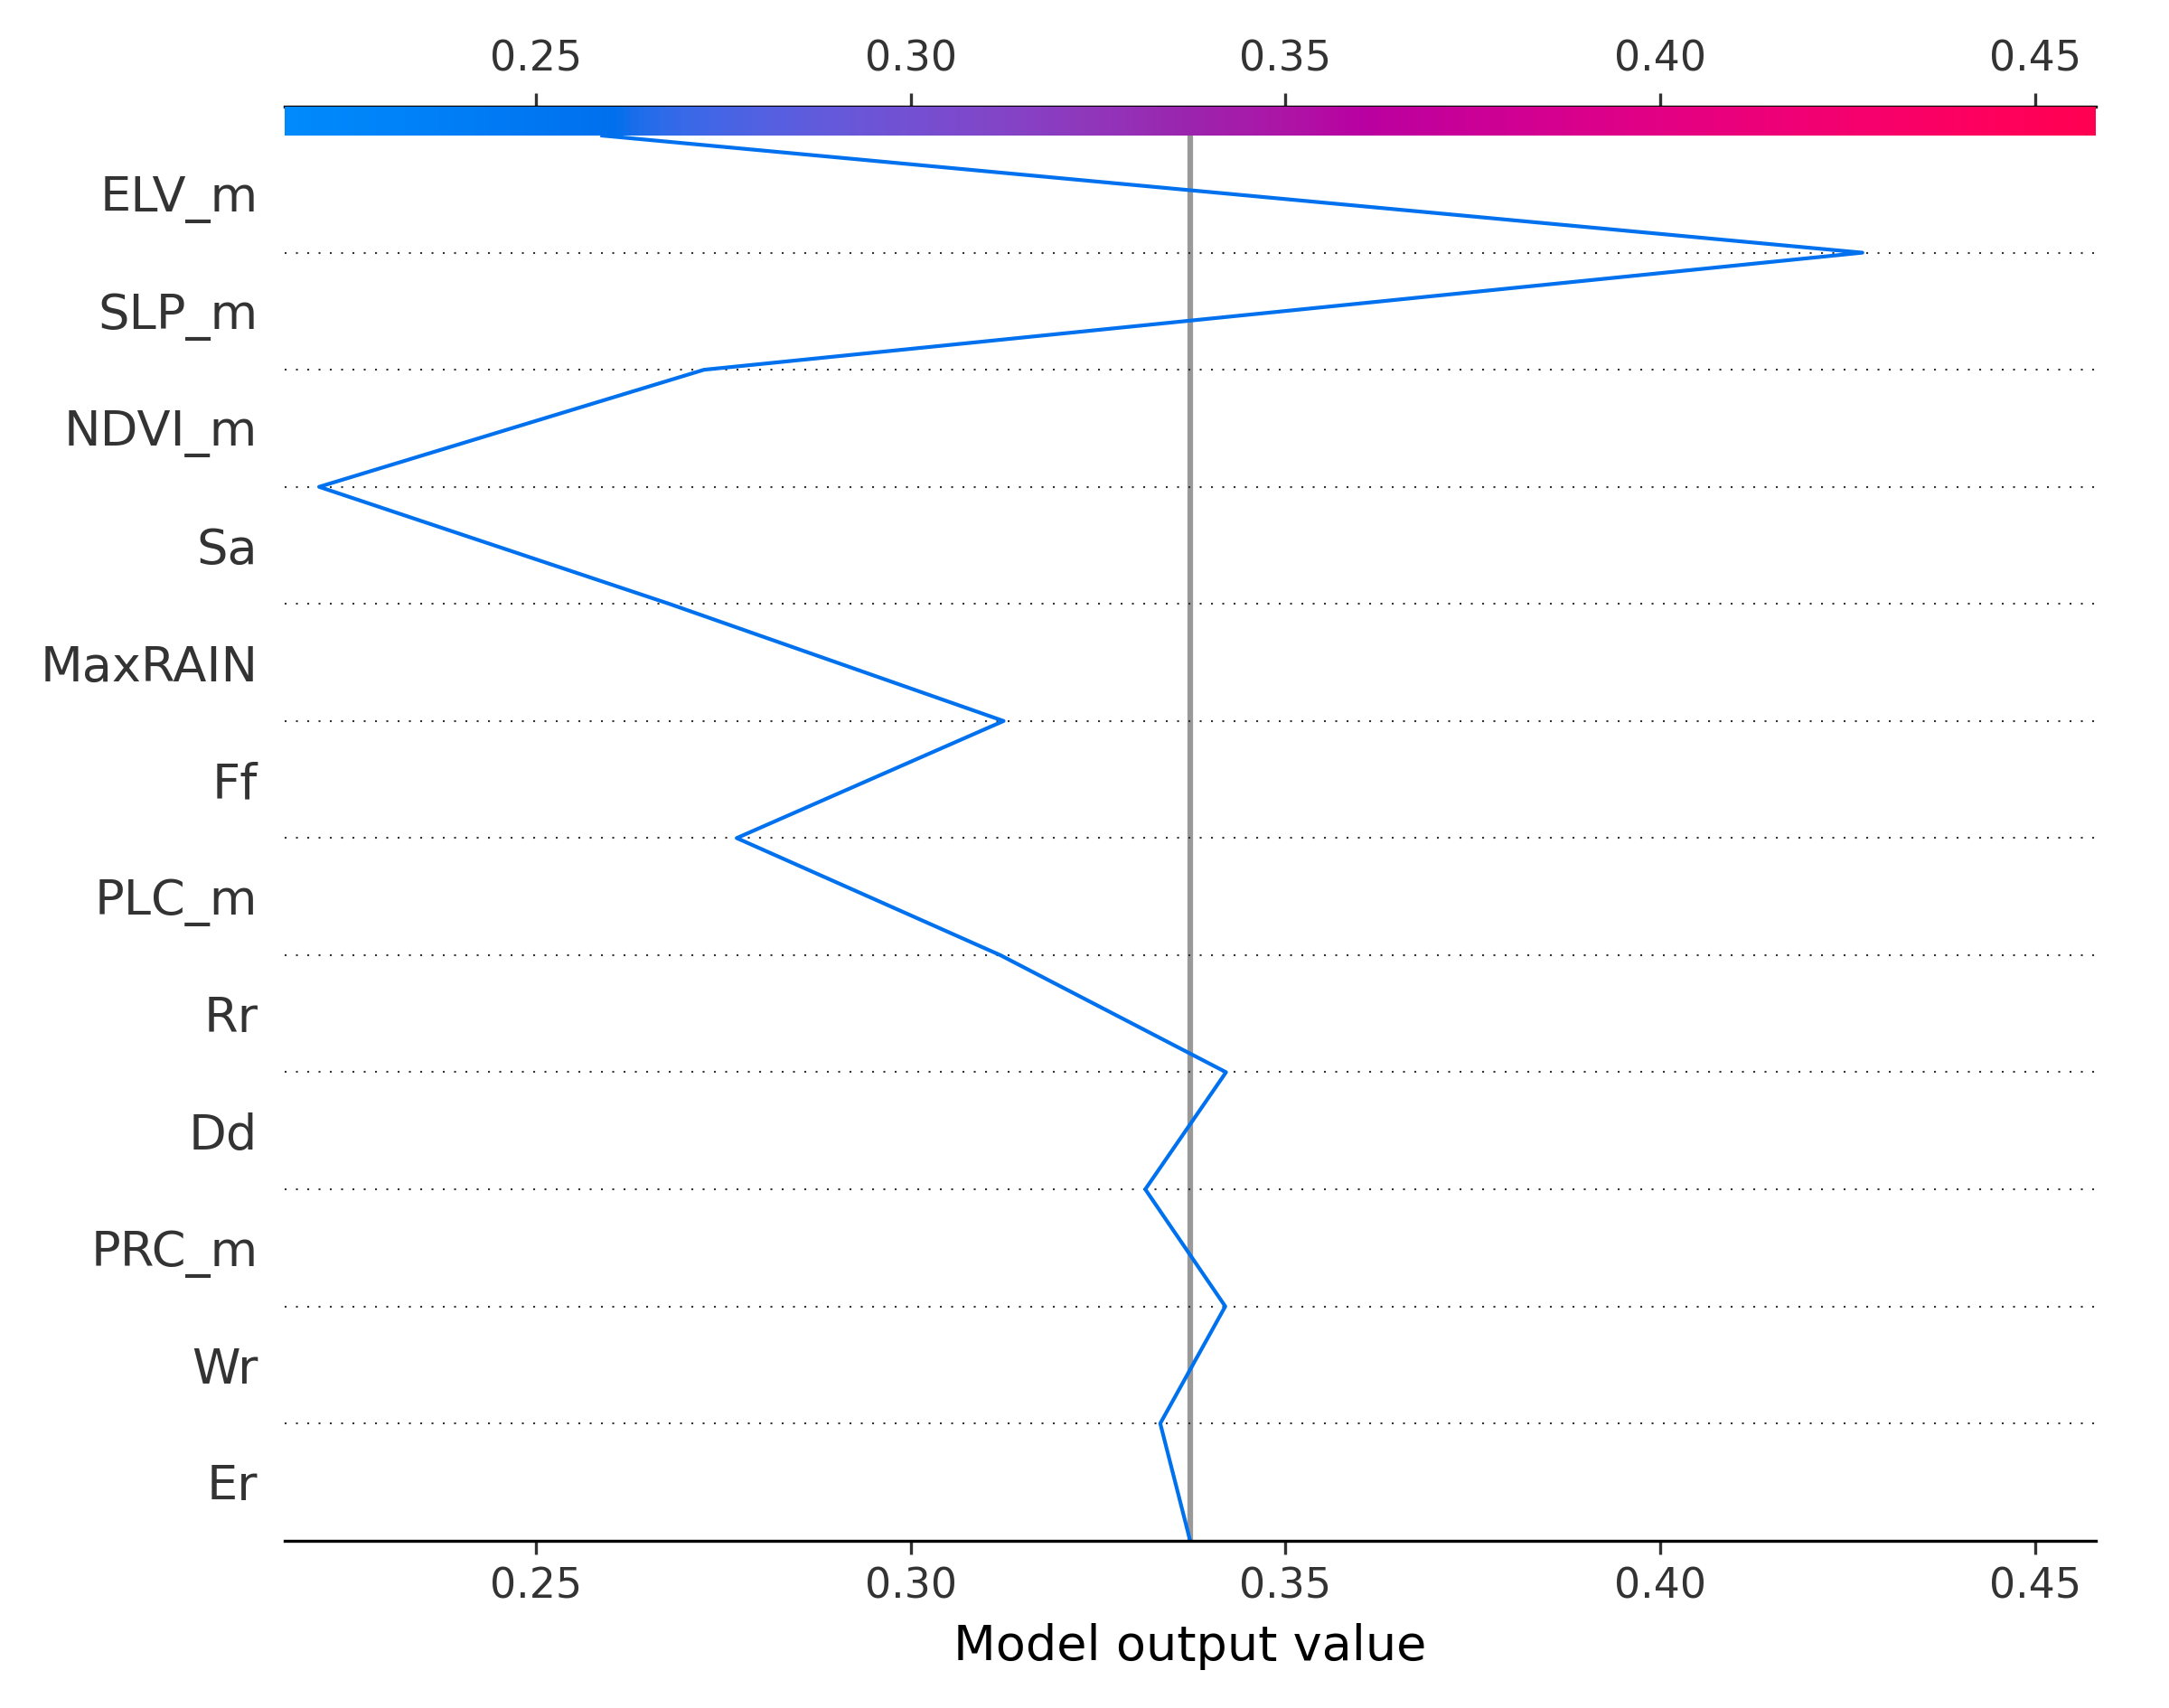 0.25 0.30 0.35 0.40 0.45
ELV_m
SLP_m
NDVI_m
Sa
MaxRAIN
Ff
PLC_m
Rr
Dd
PRC_m
Wr
Er
0.25 0.30 0.35 0.40 0.45
Model output value